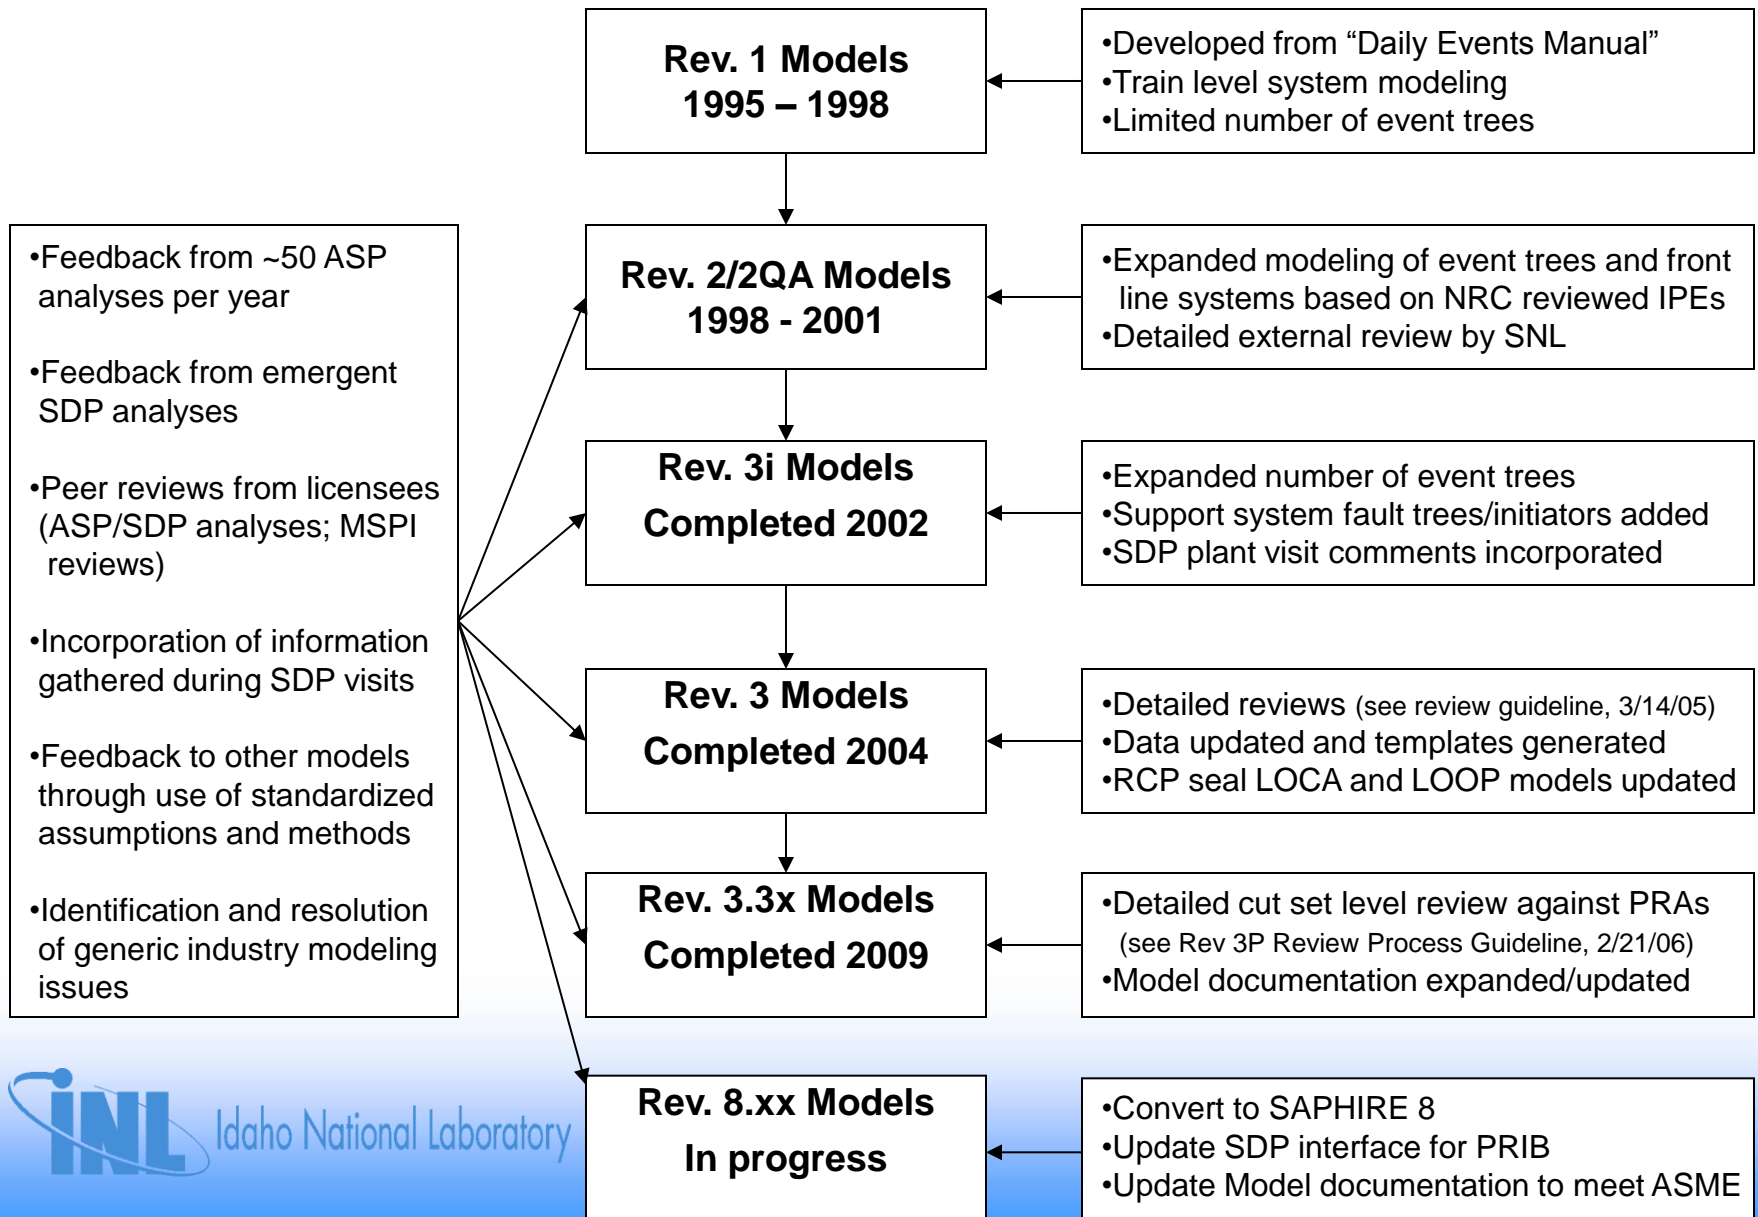 Rev. 1 Models
1995 – 1998
•Developed from “Daily Events Manual”
•Train level system modeling
•Limited number of event trees
•Feedback from ~50 ASP
analyses per year
•Feedback from emergent
SDP analyses
•Peer reviews from licensees
(ASP/SDP analyses; MSPI
reviews)
•Incorporation of information
gathered during SDP visits
•Feedback to other models
through use of standardized
assumptions and methods
•Identification and resolution
of generic industry modeling
issues
Rev. 2/2QA Models
1998 - 2001
•Expanded modeling of event trees and front
line systems based on NRC reviewed IPEs
•Detailed external review by SNL
Rev. 3i Models
Completed 2002
•Expanded number of event trees
•Support system fault trees/initiators added
•SDP plant visit comments incorporated
Rev. 3 Models
Completed 2004
•Detailed reviews (see review guideline, 3/14/05)
•Data updated and templates generated
•RCP seal LOCA and LOOP models updated
Rev. 3.3x Models
Completed 2009
•Detailed cut set level review against PRAs
(see Rev 3P Review Process Guideline, 2/21/06)
•Model documentation expanded/updated
Rev. 8.xx Models
In progress
•Convert to SAPHIRE 8
•Update SDP interface for PRIB
•Update Model documentation to meet ASME
INL Idaho National Laboratory